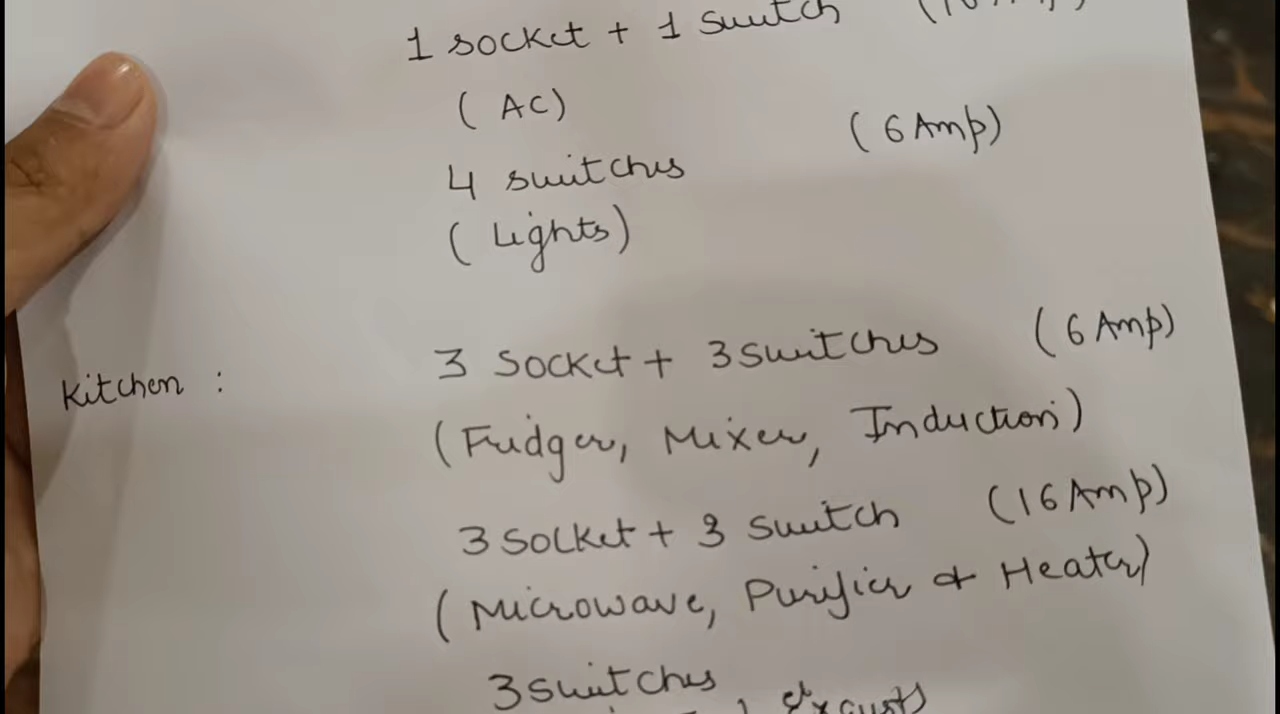 1 socket + 1 switch
(AC)
4 switches (6 Amp)
(Lights)
Kitchen : 3 Socket + 3 switches (6 Amp)
(Fridger, Mixer, Induction)
3 Socket + 3 switch (16 Amp)
(Microwave, Purifier & Heater)
3 switches